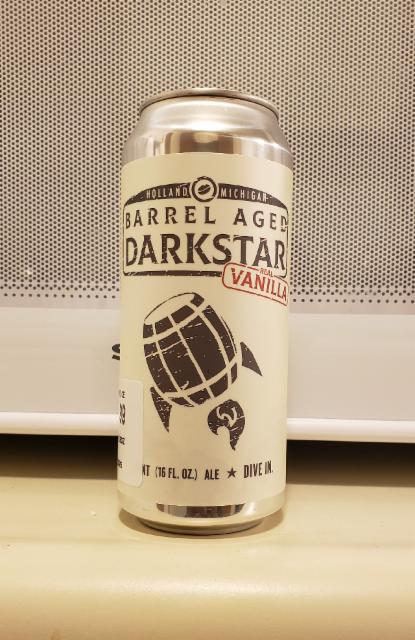 HOLLAND, MICHIGAN
BARREL AGED
DARKSTAR
REAL
VANILLA
NT (16 FL. OZ.) ALE ★ DIVE IN.